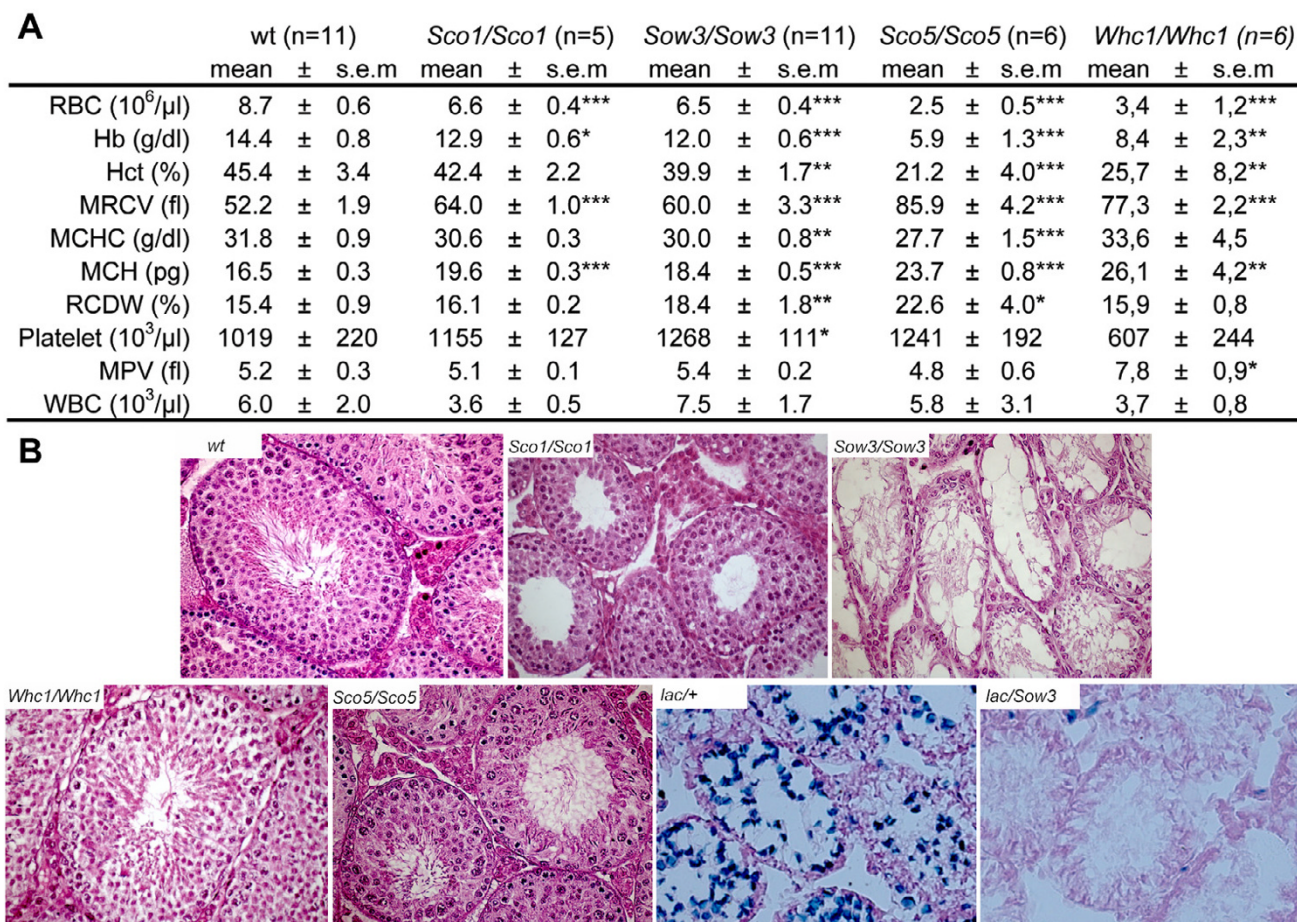 A
wt (n=11) Sco1/Sco1 (n=5) Sow3/Sow3 (n=11) Sco5/Sco5 (n=6) Whc1/Whc1 (n=6)
mean ± s.e.m mean ± s.e.m mean ± s.e.m mean ± s.e.m mean ± s.e.m
RBC (10⁶/µl) 8.7 ± 0.6 6.6 ± 0.4*** 6.5 ± 0.4*** 2.5 ± 0.5*** 3,4 ± 1,2***
Hb (g/dl) 14.4 ± 0.8 12.9 ± 0.6* 12.0 ± 0.6*** 5.9 ± 1.3*** 8,4 ± 2,3**
Hct (%) 45.4 ± 3.4 42.4 ± 2.2 39.9 ± 1.7** 21.2 ± 4.0*** 25,7 ± 8,2**
MRCV (fl) 52.2 ± 1.9 64.0 ± 1.0*** 60.0 ± 3.3*** 85.9 ± 4.2*** 77,3 ± 2,2***
MCHC (g/dl) 31.8 ± 0.9 30.6 ± 0.3 30.0 ± 0.8** 27.7 ± 1.5*** 33,6 ± 4,5
MCH (pg) 16.5 ± 0.3 19.6 ± 0.3*** 18.4 ± 0.5*** 23.7 ± 0.8*** 26,1 ± 4,2**
RCDW (%) 15.4 ± 0.9 16.1 ± 0.2 18.4 ± 1.8** 22.6 ± 4.0* 15,9 ± 0,8
Platelet (10³/µl) 1019 ± 220 1155 ± 127 1268 ± 111* 1241 ± 192 607 ± 244
MPV (fl) 5.2 ± 0.3 5.1 ± 0.1 5.4 ± 0.2 4.8 ± 0.6 7,8 ± 0,9*
WBC (10³/µl) 6.0 ± 2.0 3.6 ± 0.5 7.5 ± 1.7 5.8 ± 3.1 3,7 ± 0,8
B
wt Sco1/Sco1 Sow3/Sow3
Whc1/Whc1 Sco5/Sco5 lac/+ lac/Sow3